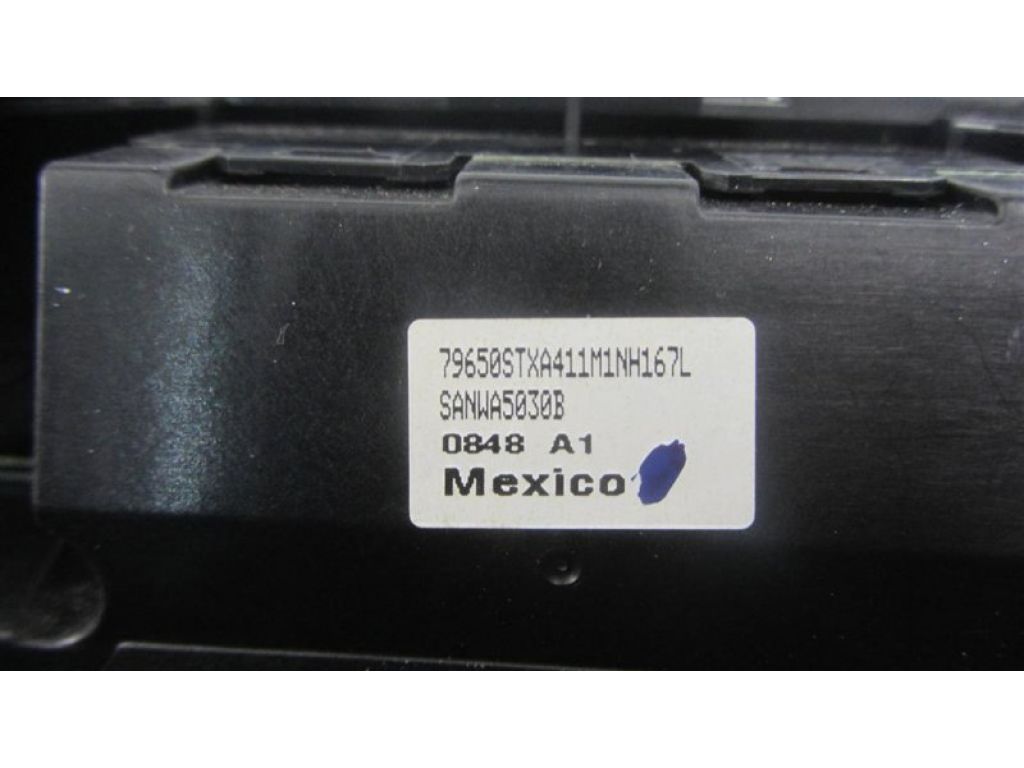 79650STXA411M1NH167L
SANWA5030B
0848 A1
Mexico